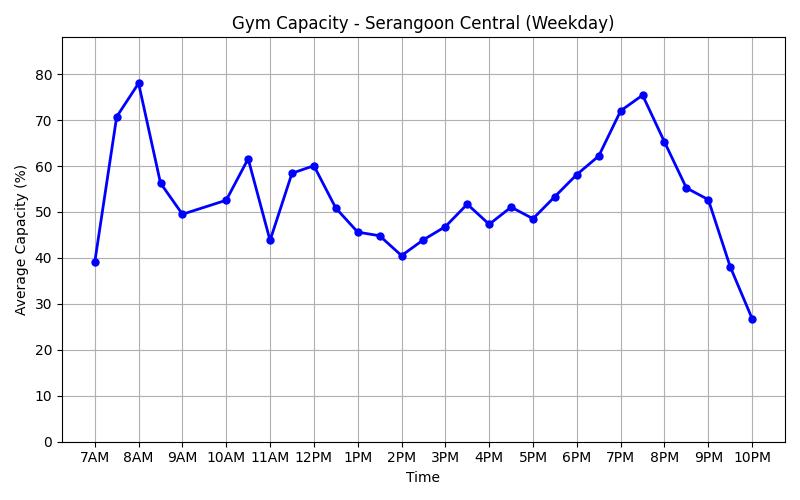 Gym Capacity - Serangoon Central (Weekday)
Average Capacity (%)
80
70
60
50
40
30
20
10
0
7AM 8AM 9AM 10AM 11AM 12PM 1PM 2PM 3PM 4PM 5PM 6PM 7PM 8PM 9PM 10PM
Time